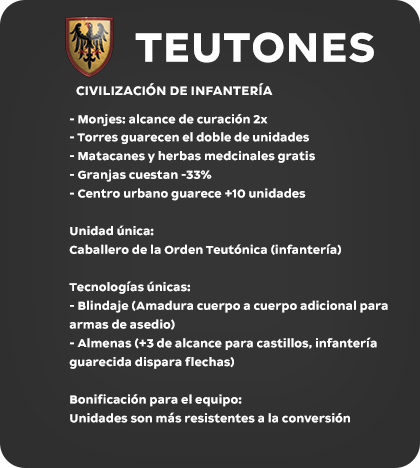 TEUTONES
CIVILIZACIÓN DE INFANTERÍA
- Monjes: alcance de curación 2x
- Torres guarecen el doble de unidades
- Matacanes y herbas medcinales gratis
- Granjas cuestan -33%
- Centro urbano guarece +10 unidades
Unidad única:
Caballero de la Orden Teutónica (infantería)
Tecnologías únicas:
- Blindaje (Amadura cuerpo a cuerpo adicional para
armas de asedio)
- Almenas (+3 de alcance para castillos, infantería
guarecida dispara flechas)
Bonificación para el equipo:
Unidades son más resistentes a la conversión